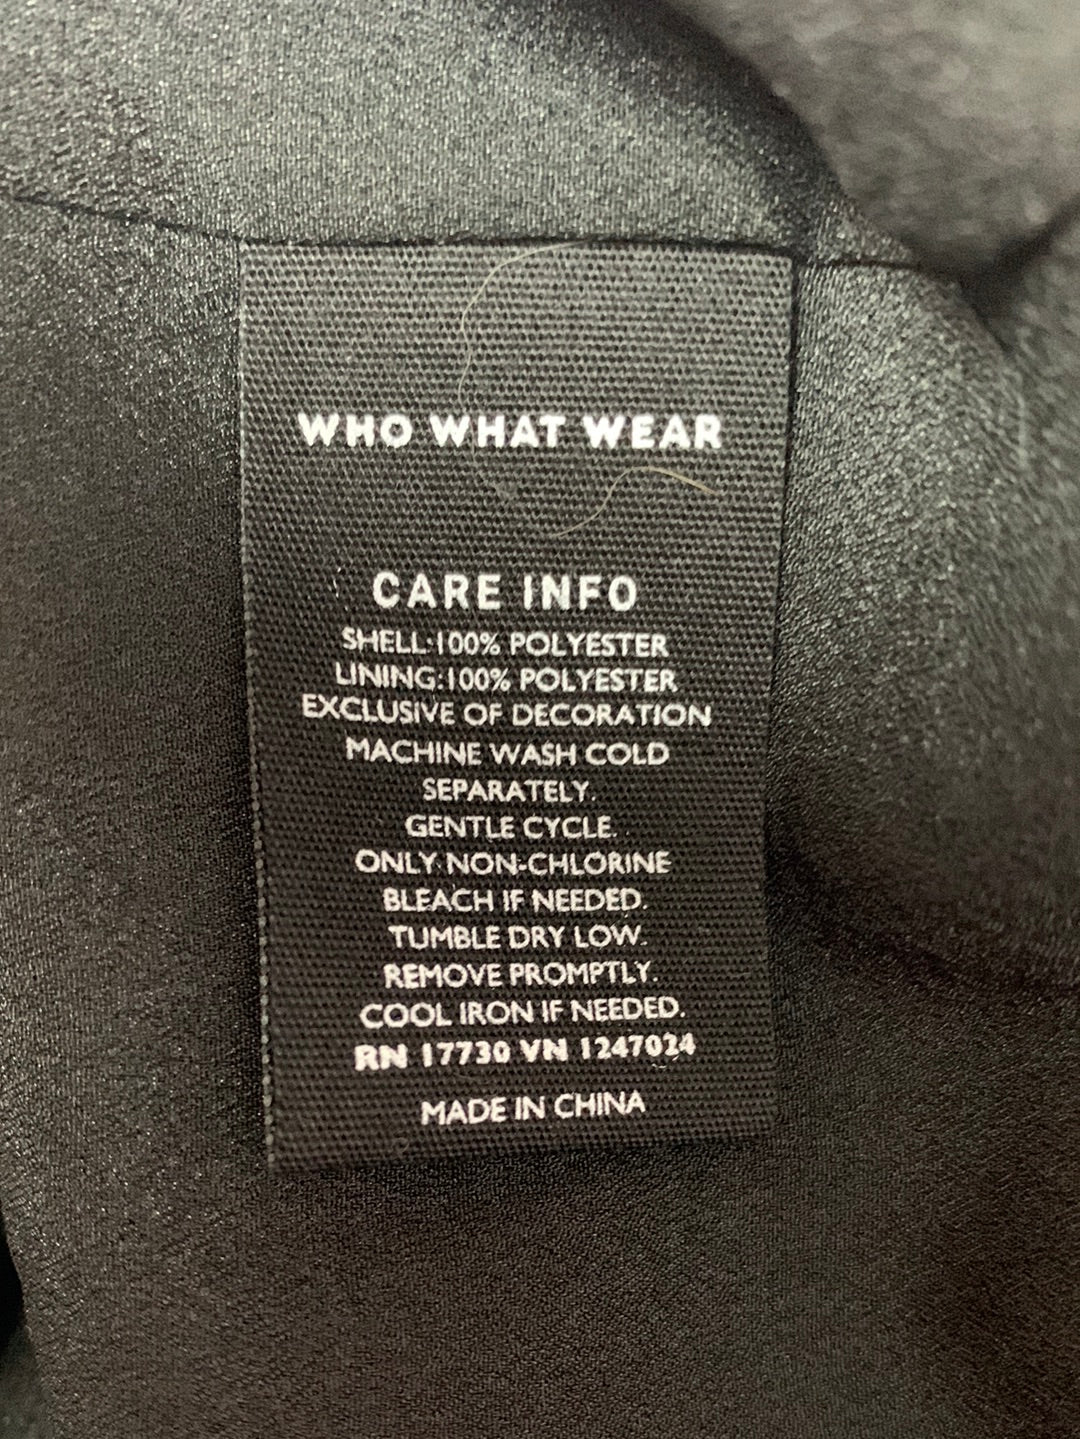 WHO WHAT WEAR
CARE INFO
SHELL:100% POLYESTER
LINING:100% POLYESTER
EXCLUSIVE OF DECORATION
MACHINE WASH COLD
SEPARATELY.
GENTLE CYCLE.
ONLY NON-CHLORINE
BLEACH IF NEEDED.
TUMBLE DRY LOW.
REMOVE PROMPTLY.
COOL IRON IF NEEDED.
RN 17730 VN 1247024
MADE IN CHINA